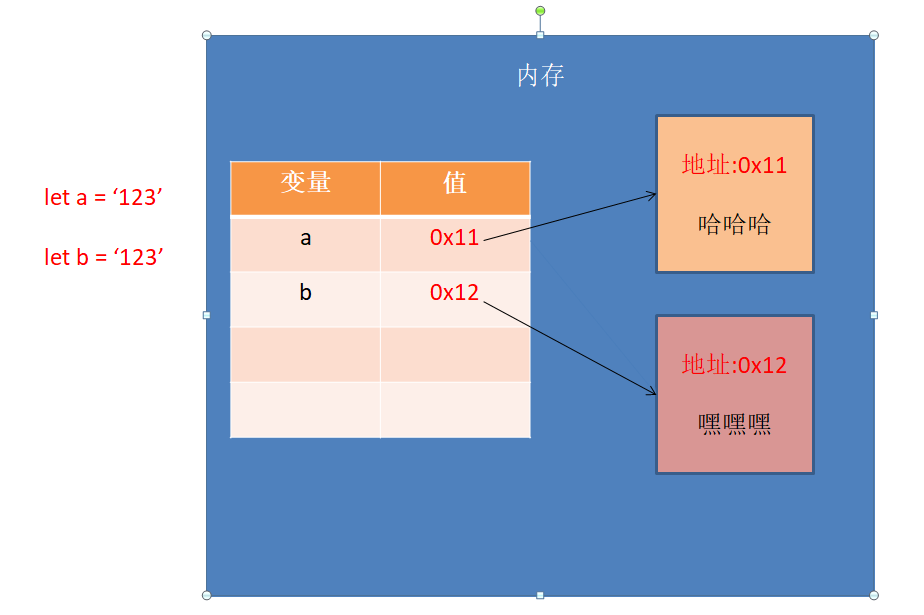 内存
let a = ‘123’
let b = ‘123’
变量 值
a 0x11
b 0x12
地址:0x11
哈哈哈
地址:0x12
嘿嘿嘿